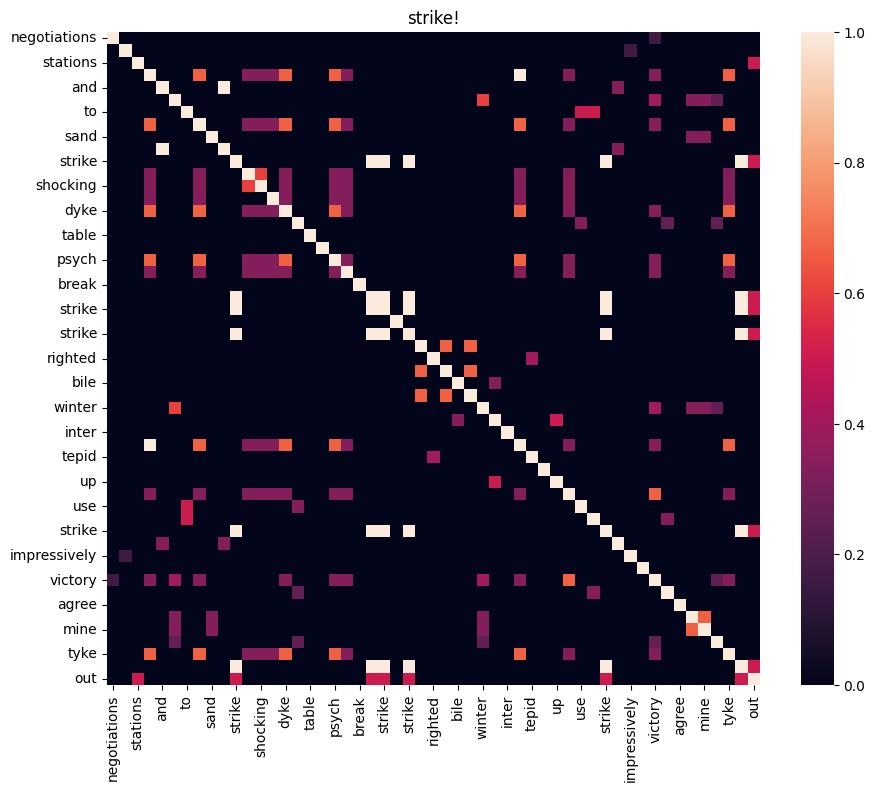 strike!
negotiations
stations
and
to
sand
strike
shocking
dyke
table
psych
break
strike
strike
righted
bile
winter
inter
tepid
up
use
strike
impressively
victory
agree
mine
tyke
out
1.0
0.8
0.6
0.4
0.2
0.0
negotiations
stations
and
to
sand
strike
shocking
dyke
table
psych
break
strike
strike
righted
bile
winter
inter
tepid
up
use
strike
impressively
victory
agree
mine
tyke
out